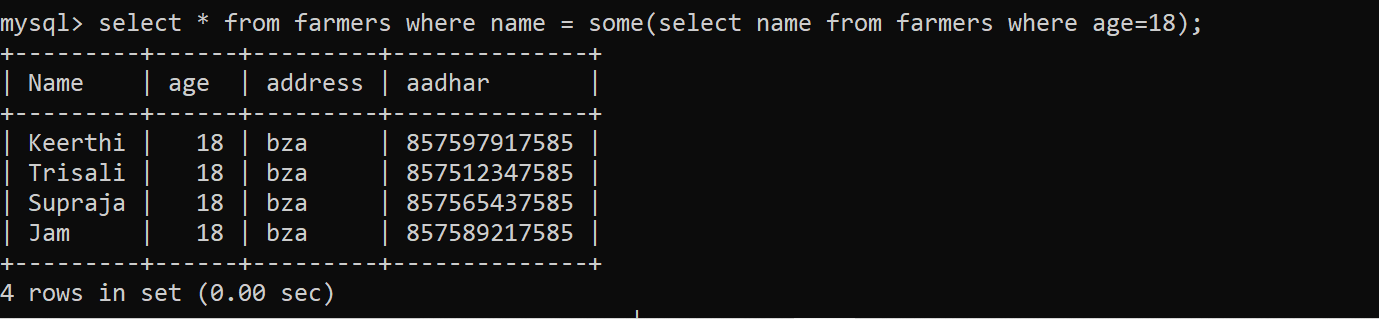 mysql> select * from farmers where name = some(select name from farmers where age=18);
+---------+------+---------+--------------+
| Name    | age  | address | aadhar       |
+---------+------+---------+--------------+
| Keerthi |   18 | bza     | 857597917585 |
| Trisali |   18 | bza     | 857512347585 |
| Supraja |   18 | bza     | 857565437585 |
| Jam     |   18 | bza     | 857589217585 |
+---------+------+---------+--------------+
4 rows in set (0.00 sec)